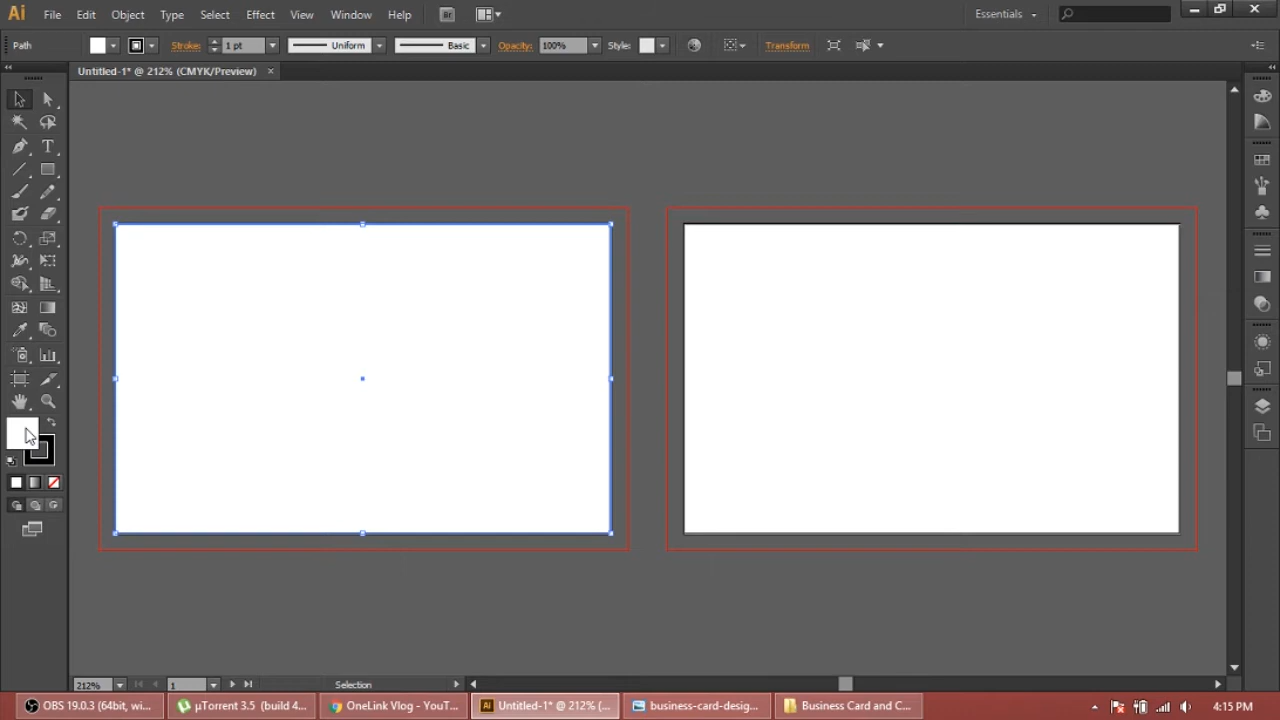 Ai File Edit Object Type Select Effect View Window Help Br Essentials
Path Stroke: 1 pt Uniform Basic Opacity: 100% Style: Transform
Untitled-1* @ 212% (CMYK/Preview) ×
T
212% 1 Selection
OBS 19.0.3 (64bit, wi... µTorrent 3.5 (build 4... OneLink Vlog - YouT... Ai Untitled-1* @ 212% (... business-card-desig... Business Card and C... 4:15 PM